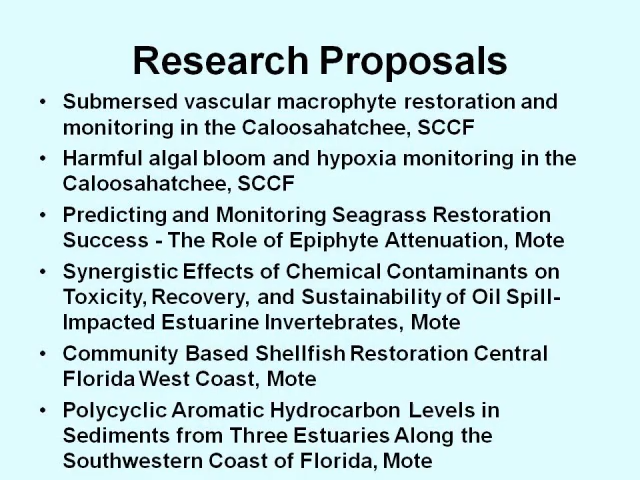 Research Proposals
• Submersed vascular macrophyte restoration and
monitoring in the Caloosahatchee, SCCF
• Harmful algal bloom and hypoxia monitoring in the
Caloosahatchee, SCCF
• Predicting and Monitoring Seagrass Restoration
Success - The Role of Epiphyte Attenuation, Mote
• Synergistic Effects of Chemical Contaminants on
Toxicity, Recovery, and Sustainability of Oil Spill-
Impacted Estuarine Invertebrates, Mote
• Community Based Shellfish Restoration Central
Florida West Coast, Mote
• Polycyclic Aromatic Hydrocarbon Levels in
Sediments from Three Estuaries Along the
Southwestern Coast of Florida, Mote